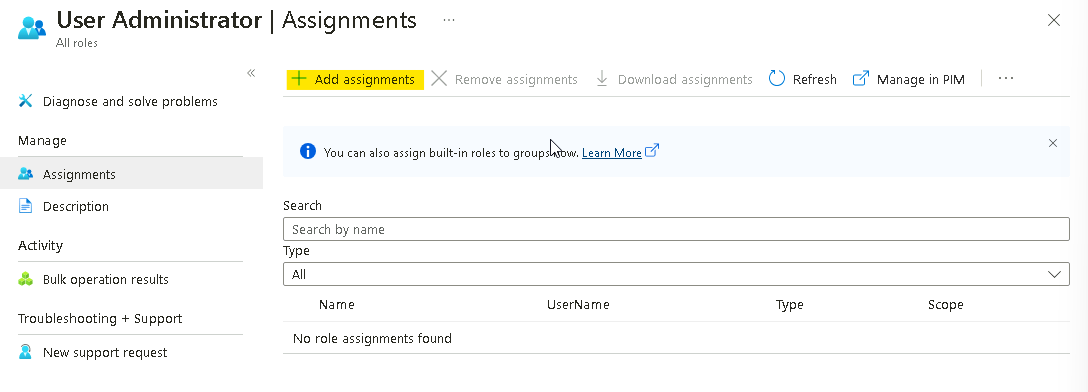 User Administrator | Assignments ...
All roles
«
Add assignments Remove assignments Download assignments Refresh Manage in PIM ...
Diagnose and solve problems
Manage
Assignments
Description
Activity
Bulk operation results
Troubleshooting + Support
New support request
You can also assign built-in roles to groups now. Learn More
Search
Search by name
Type
All
Name UserName Type Scope
No role assignments found